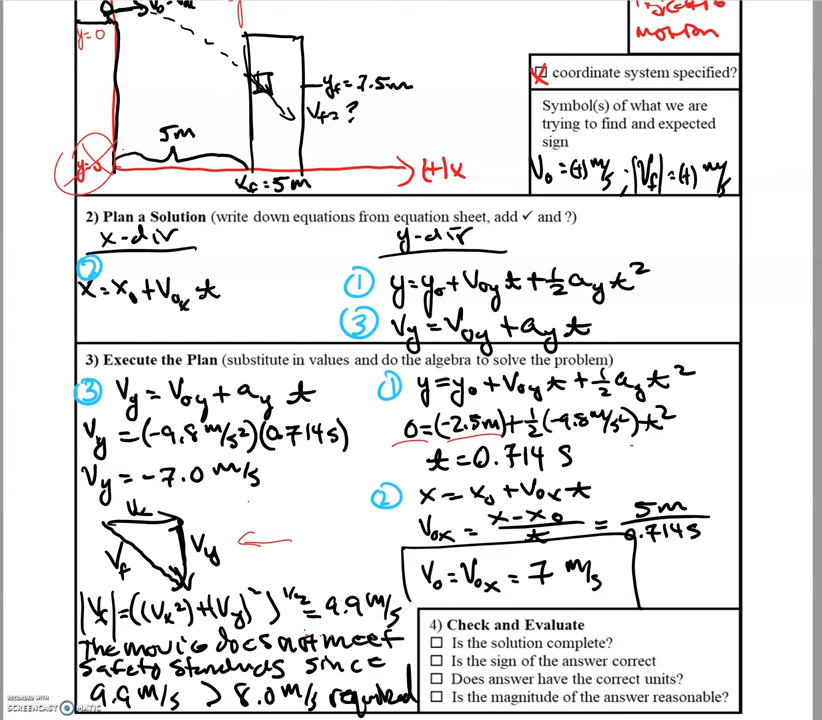 motion
y=0
yf=7.5m
Vf=?
5m
y=0
xf=5m
(+)x
coordinate system specified?
Symbol(s) of what we are
trying to find and expected
sign
V₀=(+)m/s ; |Vf|=(+) m/s
2) Plan a Solution (write down equations from equation sheet, add ✓ and ?)
x-dir
y-dir
② x=x₀+V₀ₓ t
① y=y₀+V₀y t+½ ay t²
③ Vy=V₀y+ay t
3) Execute the Plan (substitute in values and do the algebra to solve the problem)
③ Vy=V₀y+ay t
Vy=(-9.8m/s²)(0.714s)
Vy=-7.0 m/s
Vx
Vf
Vy
|Vf|=((Vx²)+(Vy)²)^1/2=9.9m/s
The movie does not meet
safety standards since
9.9m/s > 8.0m/s required
① y=y₀+V₀y t+½ ay t²
0=(-2.5m)+½(-9.8m/s²)t²
t=0.714 s
② x=x₀+V₀x t
V₀x = (x-x₀)/t = 5m/0.714s
V₀=V₀x=7 m/s
4) Check and Evaluate
☐ Is the solution complete?
☐ Is the sign of the answer correct
☐ Does answer have the correct units?
☐ Is the magnitude of the answer reasonable?
RECORDED WITH
SCREENCAST MATIC